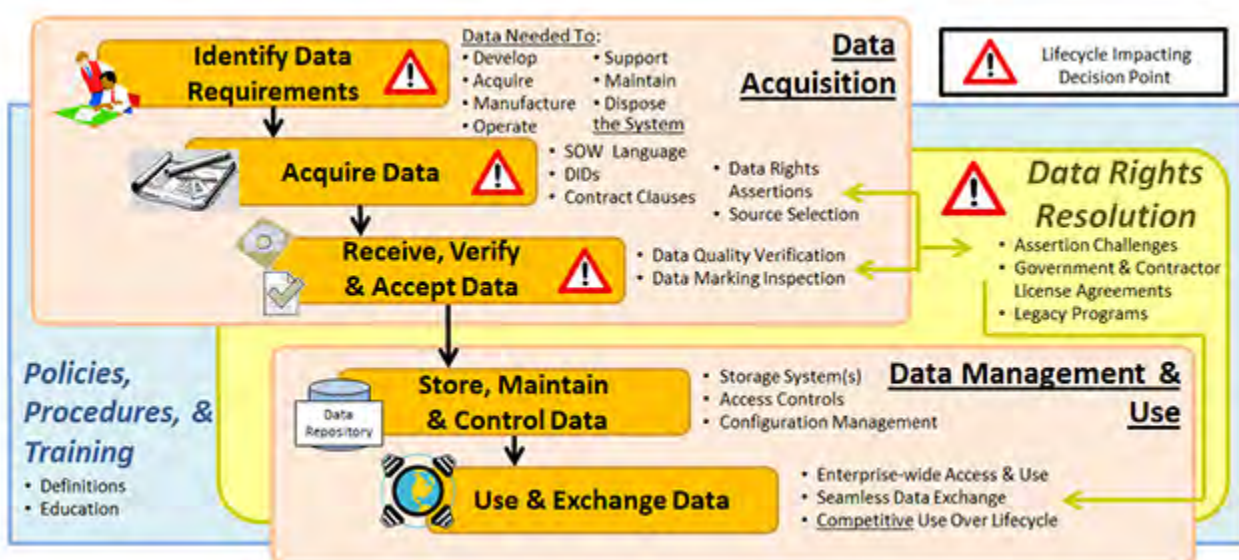 Identify Data
Requirements
Data Needed To:
• Develop
• Acquire
• Manufacture
• Operate
• Support
• Maintain
• Dispose
the System
Data
Acquisition
Lifecycle Impacting
Decision Point
Acquire Data
• SOW Language
• DIDs
• Contract Clauses
• Data Rights
Assertions
• Source Selection
Data Rights
Resolution
• Assertion Challenges
• Government & Contractor
License Agreements
• Legacy Programs
Receive, Verify
& Accept Data
• Data Quality Verification
• Data Marking Inspection
Policies,
Procedures, &
Training
• Definitions
• Education
Data
Repository
Store, Maintain
& Control Data
• Storage System(s)
• Access Controls
• Configuration Management
Data Management &
Use
Use & Exchange Data
• Enterprise-wide Access & Use
• Seamless Data Exchange
• Competitive Use Over Lifecycle